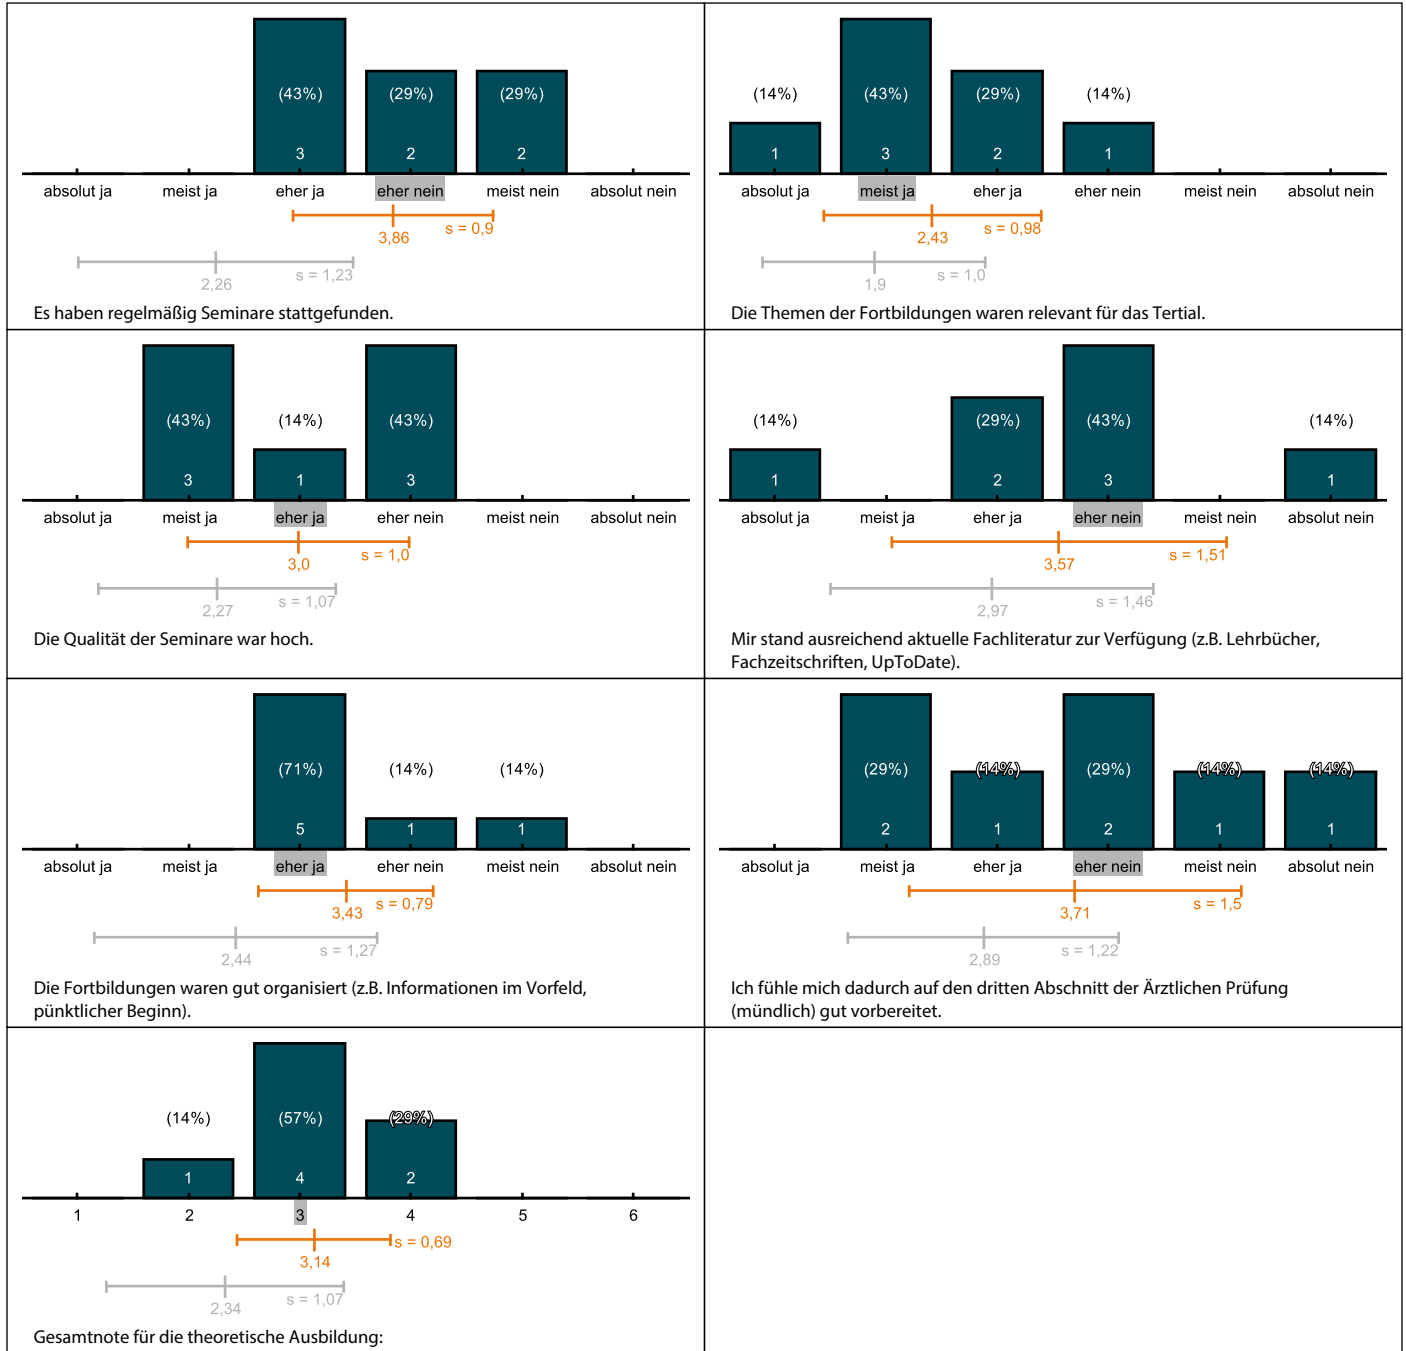 (43%) (29%) (29%)
3 2 2
absolut ja meist ja eher ja eher nein meist nein absolut nein
s = 0,9
3,86
s = 1,23
2,26
Es haben regelmäßig Seminare stattgefunden.
(14%) (43%) (29%) (14%)
1 3 2 1
absolut ja meist ja eher ja eher nein meist nein absolut nein
s = 0,98
2,43
s = 1,0
1,9
Die Themen der Fortbildungen waren relevant für das Tertial.
(43%) (14%) (43%)
3 1 3
absolut ja meist ja eher ja eher nein meist nein absolut nein
s = 1,0
3,0
s = 1,07
2,27
Die Qualität der Seminare war hoch.
(14%) (29%) (43%) (14%)
1 2 3 1
absolut ja meist ja eher ja eher nein meist nein absolut nein
s = 1,51
3,57
s = 1,46
2,97
Mir stand ausreichend aktuelle Fachliteratur zur Verfügung (z.B. Lehrbücher,
Fachzeitschriften, UpToDate).
(71%) (14%) (14%)
5 1 1
absolut ja meist ja eher ja eher nein meist nein absolut nein
s = 0,79
3,43
s = 1,27
2,44
Die Fortbildungen waren gut organisiert (z.B. Informationen im Vorfeld,
pünktlicher Beginn).
(29%) (14%) (29%) (14%) (14%)
2 1 2 1 1
absolut ja meist ja eher ja eher nein meist nein absolut nein
s = 1,5
3,71
s = 1,22
2,89
Ich fühle mich dadurch auf den dritten Abschnitt der Ärztlichen Prüfung
(mündlich) gut vorbereitet.
(14%) (57%) (29%)
1 4 2
1 2 3 4 5 6
s = 0,69
3,14
s = 1,07
2,34
Gesamtnote für die theoretische Ausbildung: